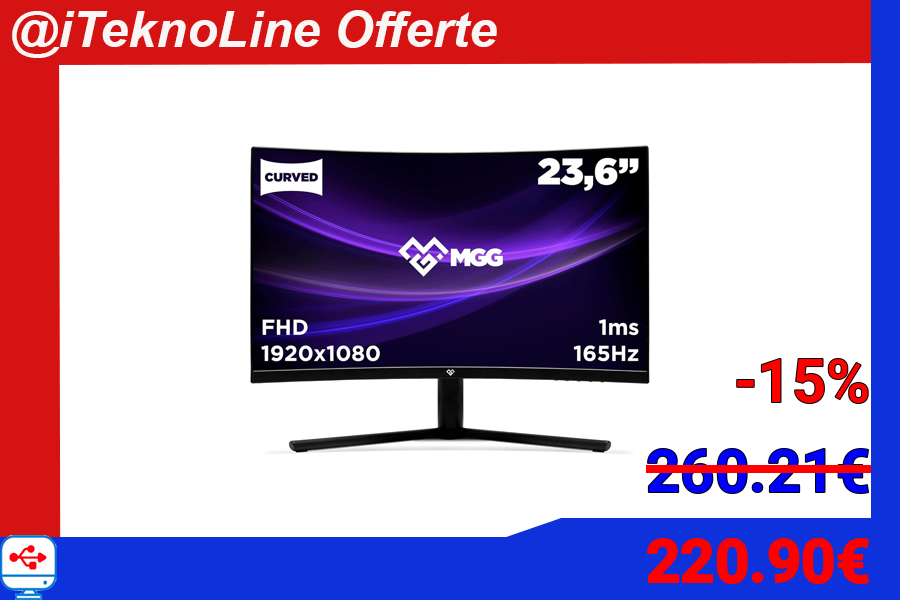 @iTeknoLine Offerte
CURVED
23,6”
MGG
FHD
1920x1080
1ms
165Hz
-15%
260.21€
220.90€